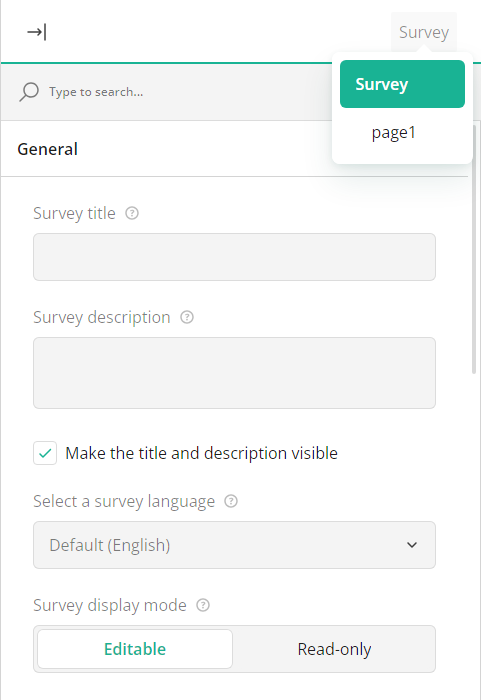 Survey
Type to search...
Survey
page1
General
Survey title
Survey description
Make the title and description visible
Select a survey language
Default (English)
Survey display mode
Editable Read-only